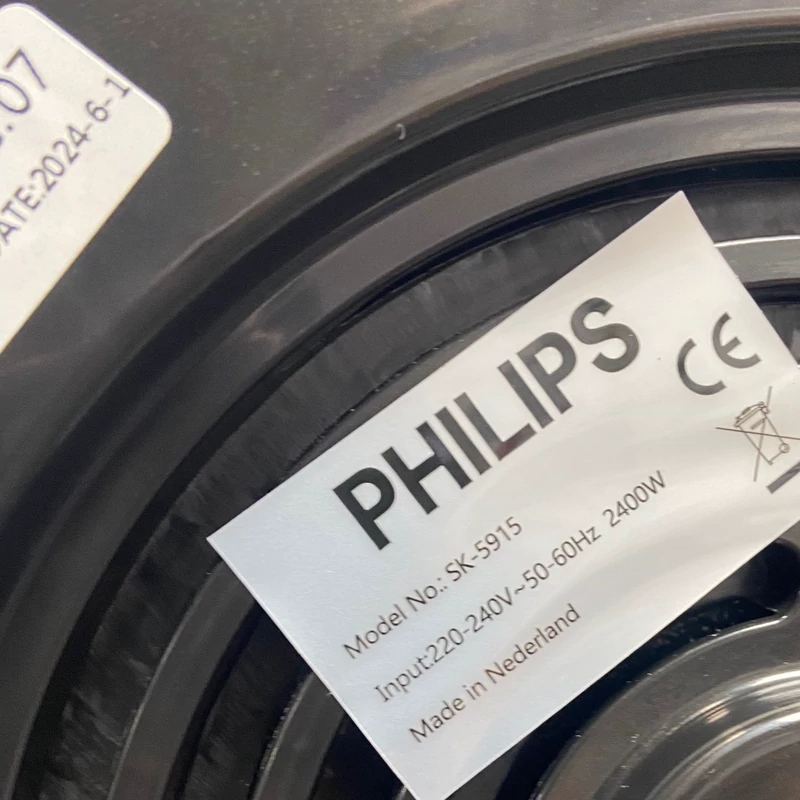 .07
DATE:2024-6-1
PHILIPS
CE
Model No.: SK-5915
Input:220-240V~50-60Hz 2400W
Made in Nederland